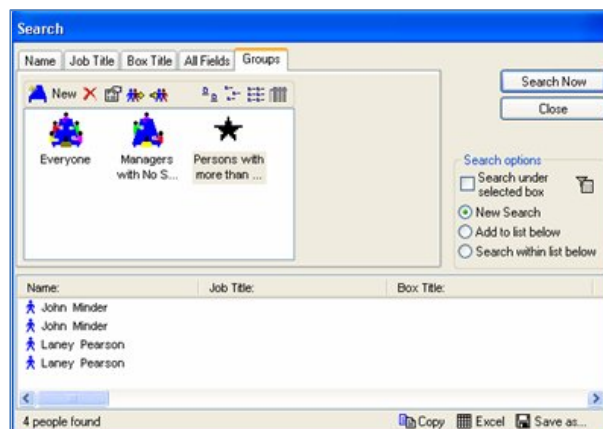 Search
Name Job Title Box Title All Fields Groups
New
Everyone
Managers with No S...
Persons with more than ...
Search Now
Close
Search options
Search under selected box
New Search
Add to list below
Search within list below
Name: Job Title: Box Title:
John Minder
John Minder
Laney Pearson
Laney Pearson
4 people found Copy Excel Save as...